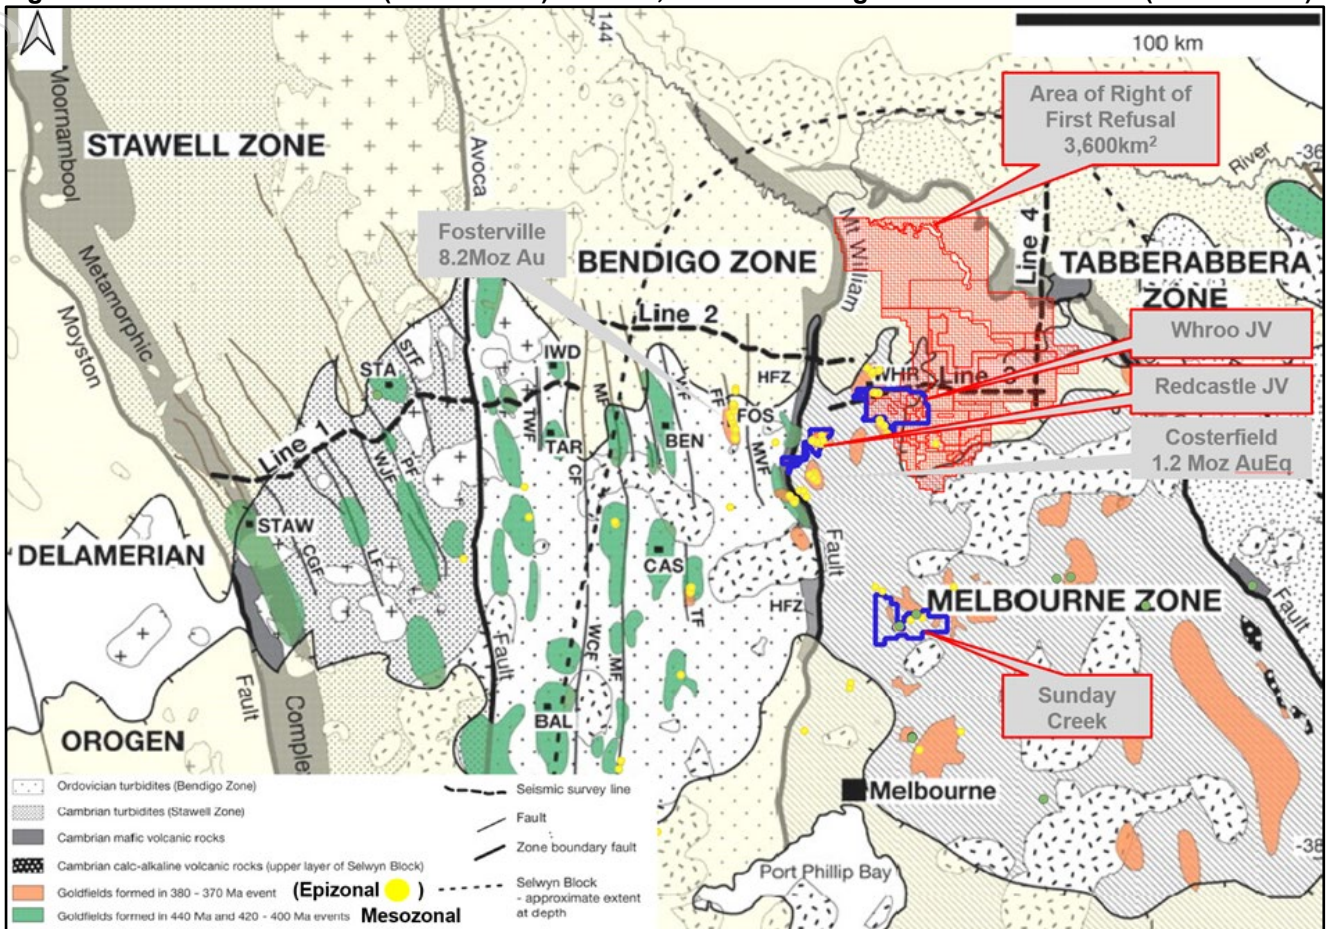 144
100 km
Area of Right of
First Refusal
3,600km²
-36
River
Moornambool
STAWELL ZONE
Avoca
Fosterville
8.2Moz Au
BENDIGO ZONE
Mt William
Line 4
TABBERABBERA
ZONE
Metamorphic
Moyston
Line 2
Whroo JV
STF
IWD
STA
HFZ
WHR
Line 3
Redcastle JV
MF
FF
FOS
TWF
TAR
BEN
Line 1
WJF
PF
CF
MVF
Costerfield
1.2 Moz AuEq
STAW
DELAMERIAN
CGF
LF
CAS
Fault
TF
HFZ
MELBOURNE ZONE
Fault
Fault
WCF
MF
Sunday
Creek
Fault
Comple
BAL
OROGEN
Melbourne
Port Phillip Bay
-38
Ordovician turbidites (Bendigo Zone)
Cambrian turbidites (Stawell Zone)
Cambrian mafic volcanic rocks
Cambrian calc-alkaline volcanic rocks (upper layer of Selwyn Block)
Goldfields formed in 380 - 370 Ma event (Epizonal )
Goldfields formed in 440 Ma and 420 - 400 Ma events Mesozonal
Seismic survey line
Fault
Zone boundary fault
Selwyn Block
- approximate extent
at depth